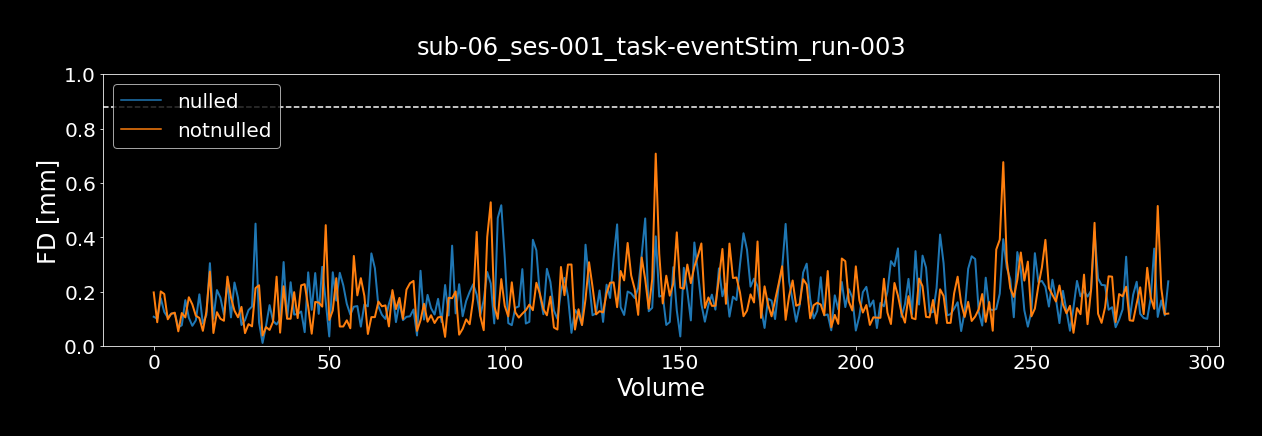 sub-06_ses-001_task-eventStim_run-003
1.0
0.8
0.6
0.4
0.2
0.0
FD [mm]
nulled
notnulled
0 50 100 150 200 250 300
Volume